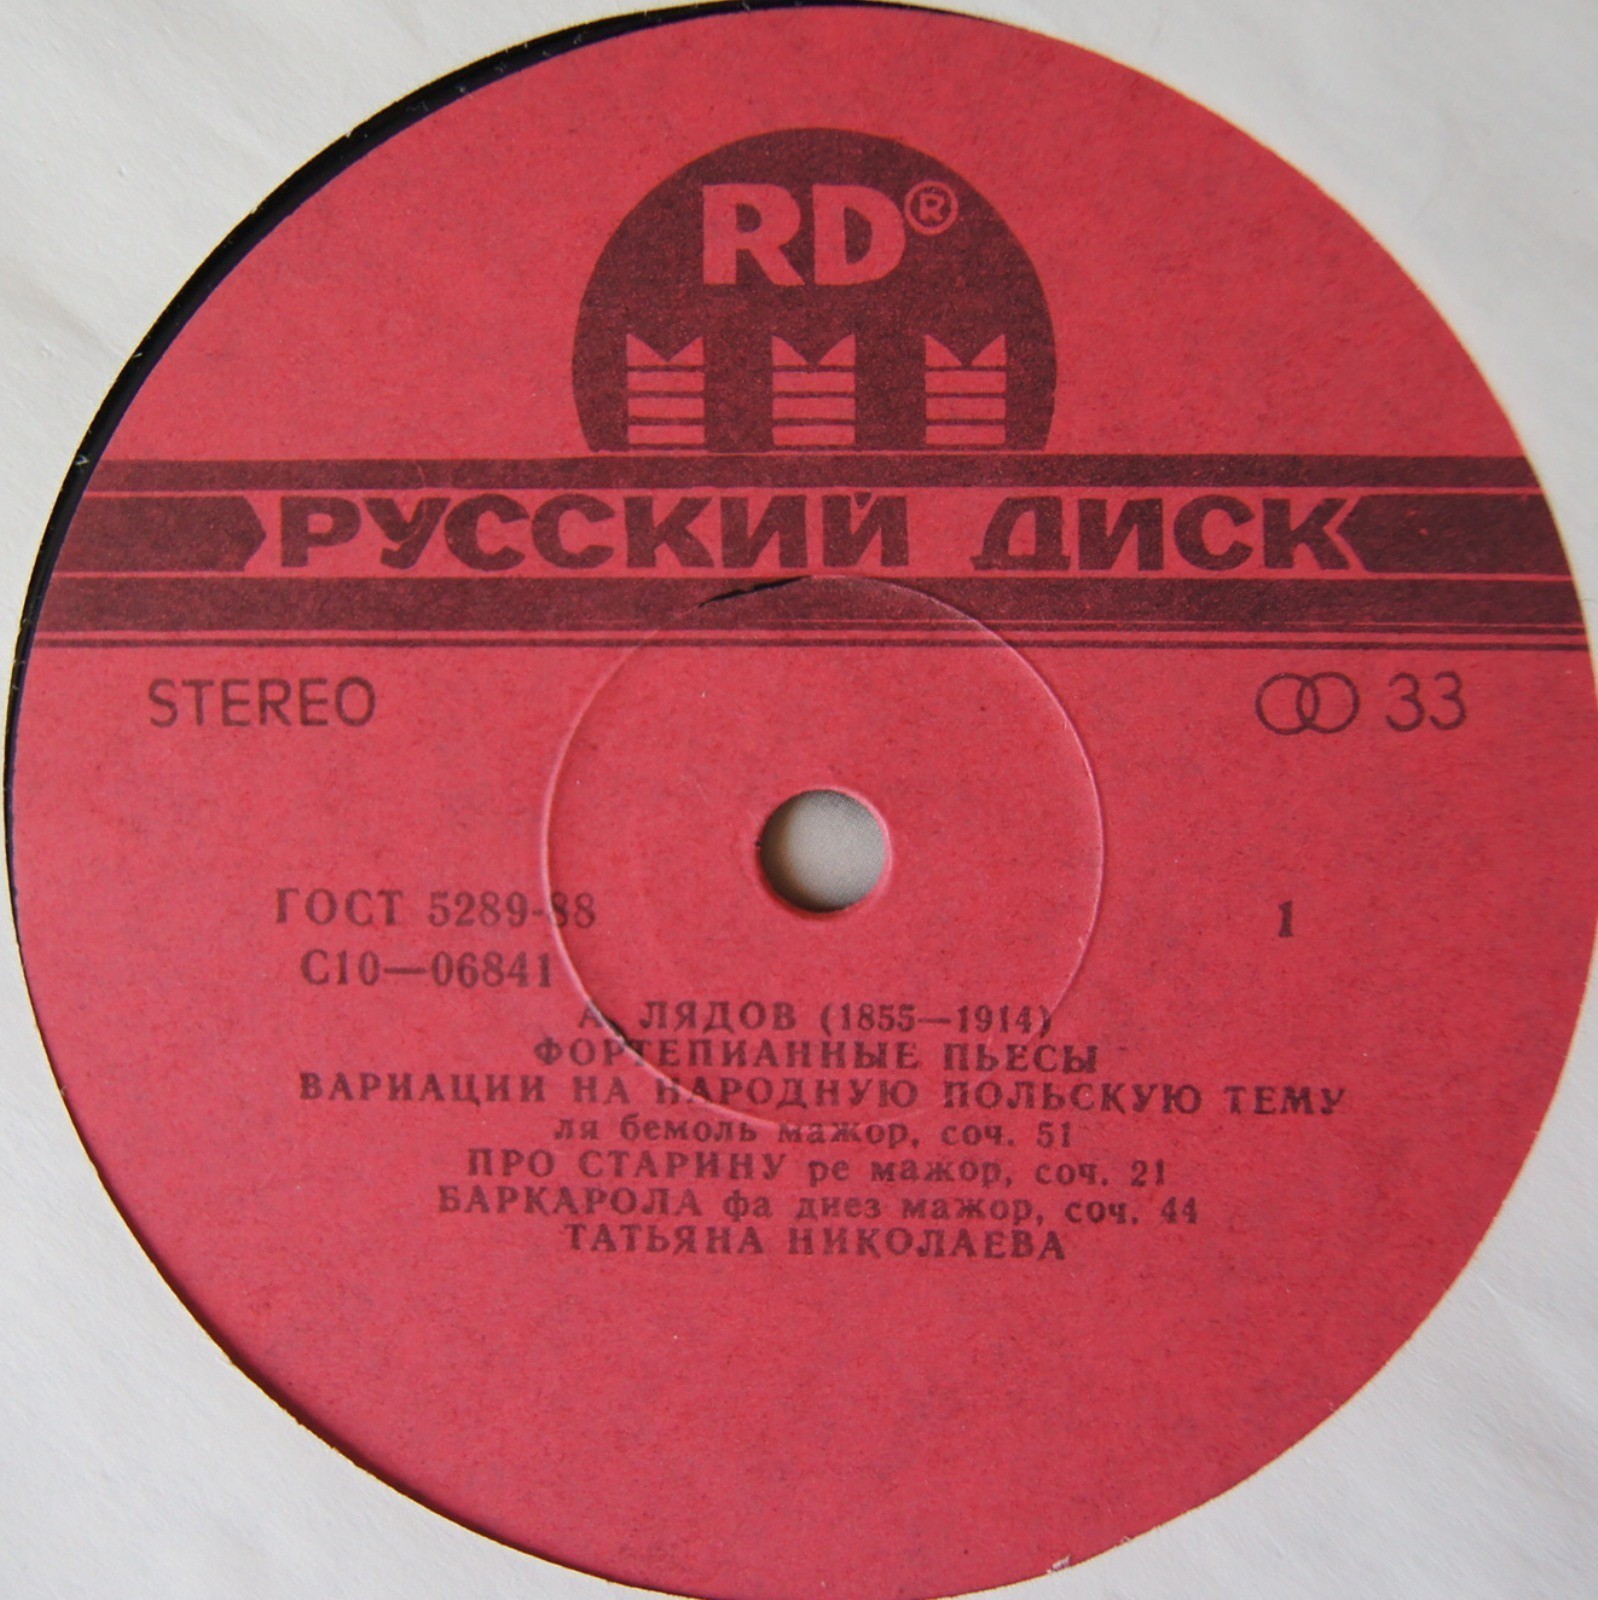 RD®
РУССКИЙ ДИСК
STEREO
33
ГОСТ 5289-88
1
С10—06841
А. ЛЯДОВ (1855—1914)
ФОРТЕПИАННЫЕ ПЬЕСЫ
ВАРИАЦИИ НА НАРОДНУЮ ПОЛЬСКУЮ ТЕМУ
ля бемоль мажор, соч. 51
ПРО СТАРИНУ ре мажор, соч. 21
БАРКАРОЛА фа диез мажор, соч. 44
ТАТЬЯНА НИКОЛАЕВА